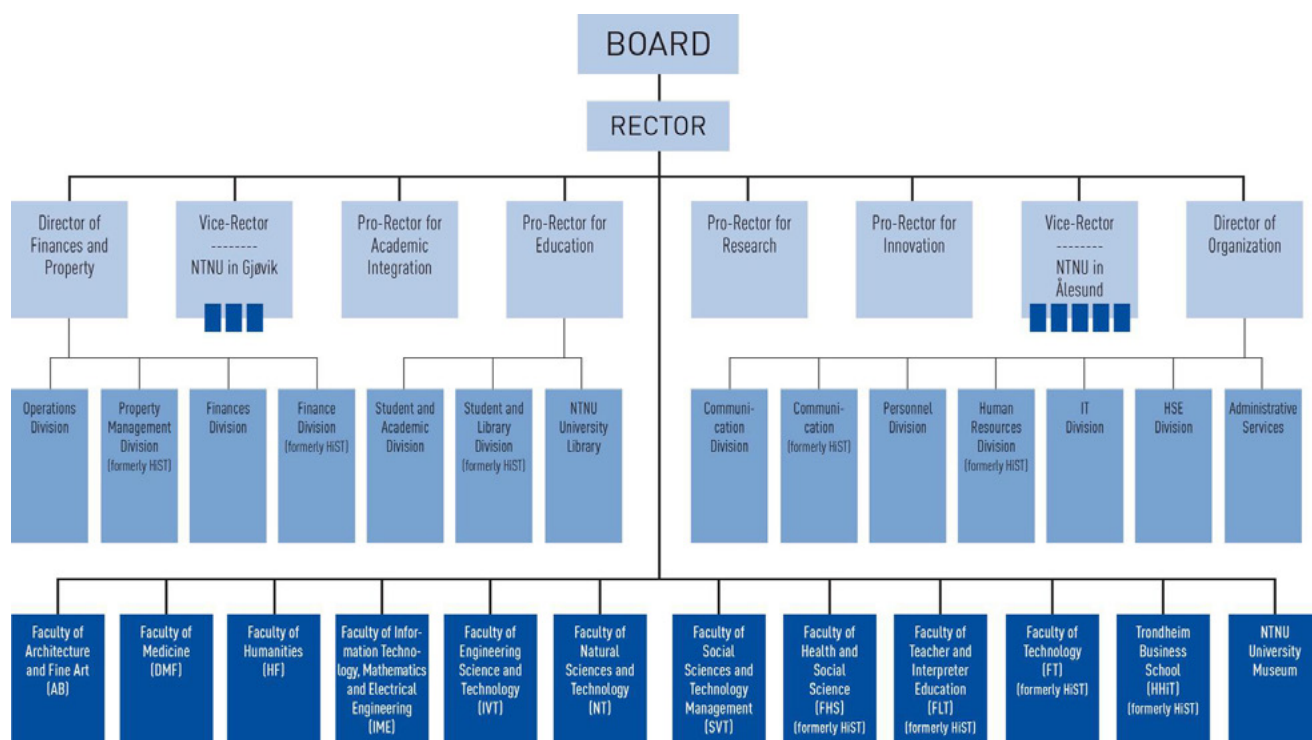 BOARD
RECTOR
Director of
Finances and
Property
Vice-Rector
--------
NTNU in Gjøvik
Pro-Rector for
Academic
Integration
Pro-Rector for
Education
Pro-Rector for
Research
Pro-Rector for
Innovation
Vice-Rector
--------
NTNU in
Ålesund
Director of
Organization
Operations
Division
Property
Management
Division
(formerly HiST)
Finances
Division
Finance
Division
(formerly HiST)
Student and
Academic Division
Student and
Library Division
(formerly HiST)
NTNU
University
Library
Communi-
cation
Division
Communi-
cation
(formerly HiST)
Personnel
Division
Human
Resources
Division
(formerly HiST)
IT
Division
HSE
Division
Administrative
Services
Faculty of
Architecture
and Fine Art
(AB)
Faculty of
Medicine
(DMF)
Faculty of
Humanities
(HF)
Faculty of Infor-
mation Techno-
logy, Mathematics
and Electrical
Engineering
(IME)
Faculty of
Engineering
Science and
Technology
(IVT)
Faculty of
Natural
Sciences and
Technology
(NT)
Faculty of
Social
Sciences and
Technology
Management
(SVT)
Faculty of
Health and
Social
Science
(FHS)
(formerly HiST)
Faculty of
Teacher and
Interpreter
Education
(FLT)
(formerly HiST)
Faculty of
Technology
(FT)
(formerly HiST)
Trondheim
Business
School
(HHiT)
(formerly HiST)
NTNU
University
Museum